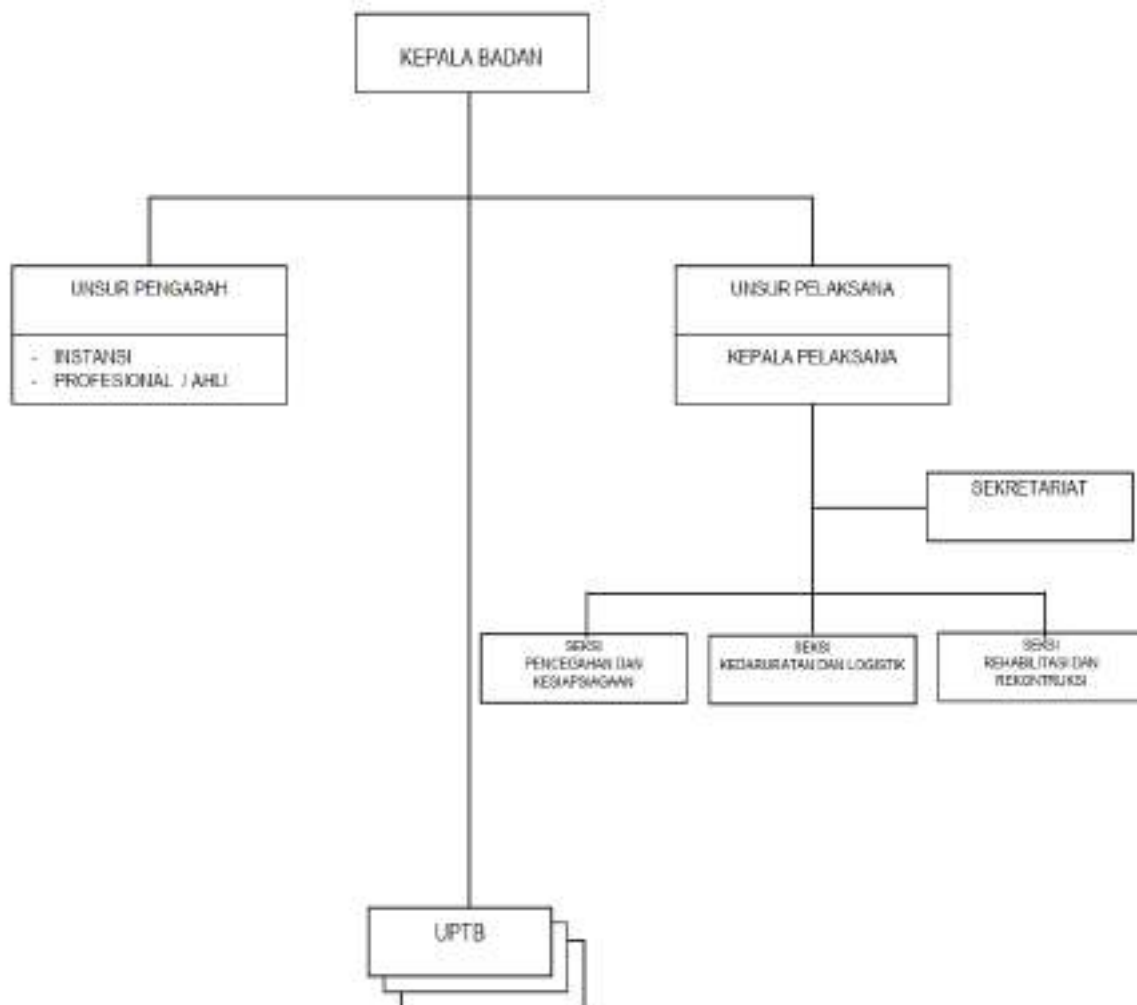 KEPALA BADAN
UNSUR PENGARAH
- INSTANSI
- PROFESIONAL / AHLI
UNSUR PELAKSANA
KEPALA PELAKSANA
SEKRETARIAT
SEKSI
PENCEGAHAN DAN
KESIAPSIAGAAN
SEKSI
KEDARURATAN DAN LOGISTIK
SEKSI
REHABILITASI DAN
REKONTRUKSI
UPTB